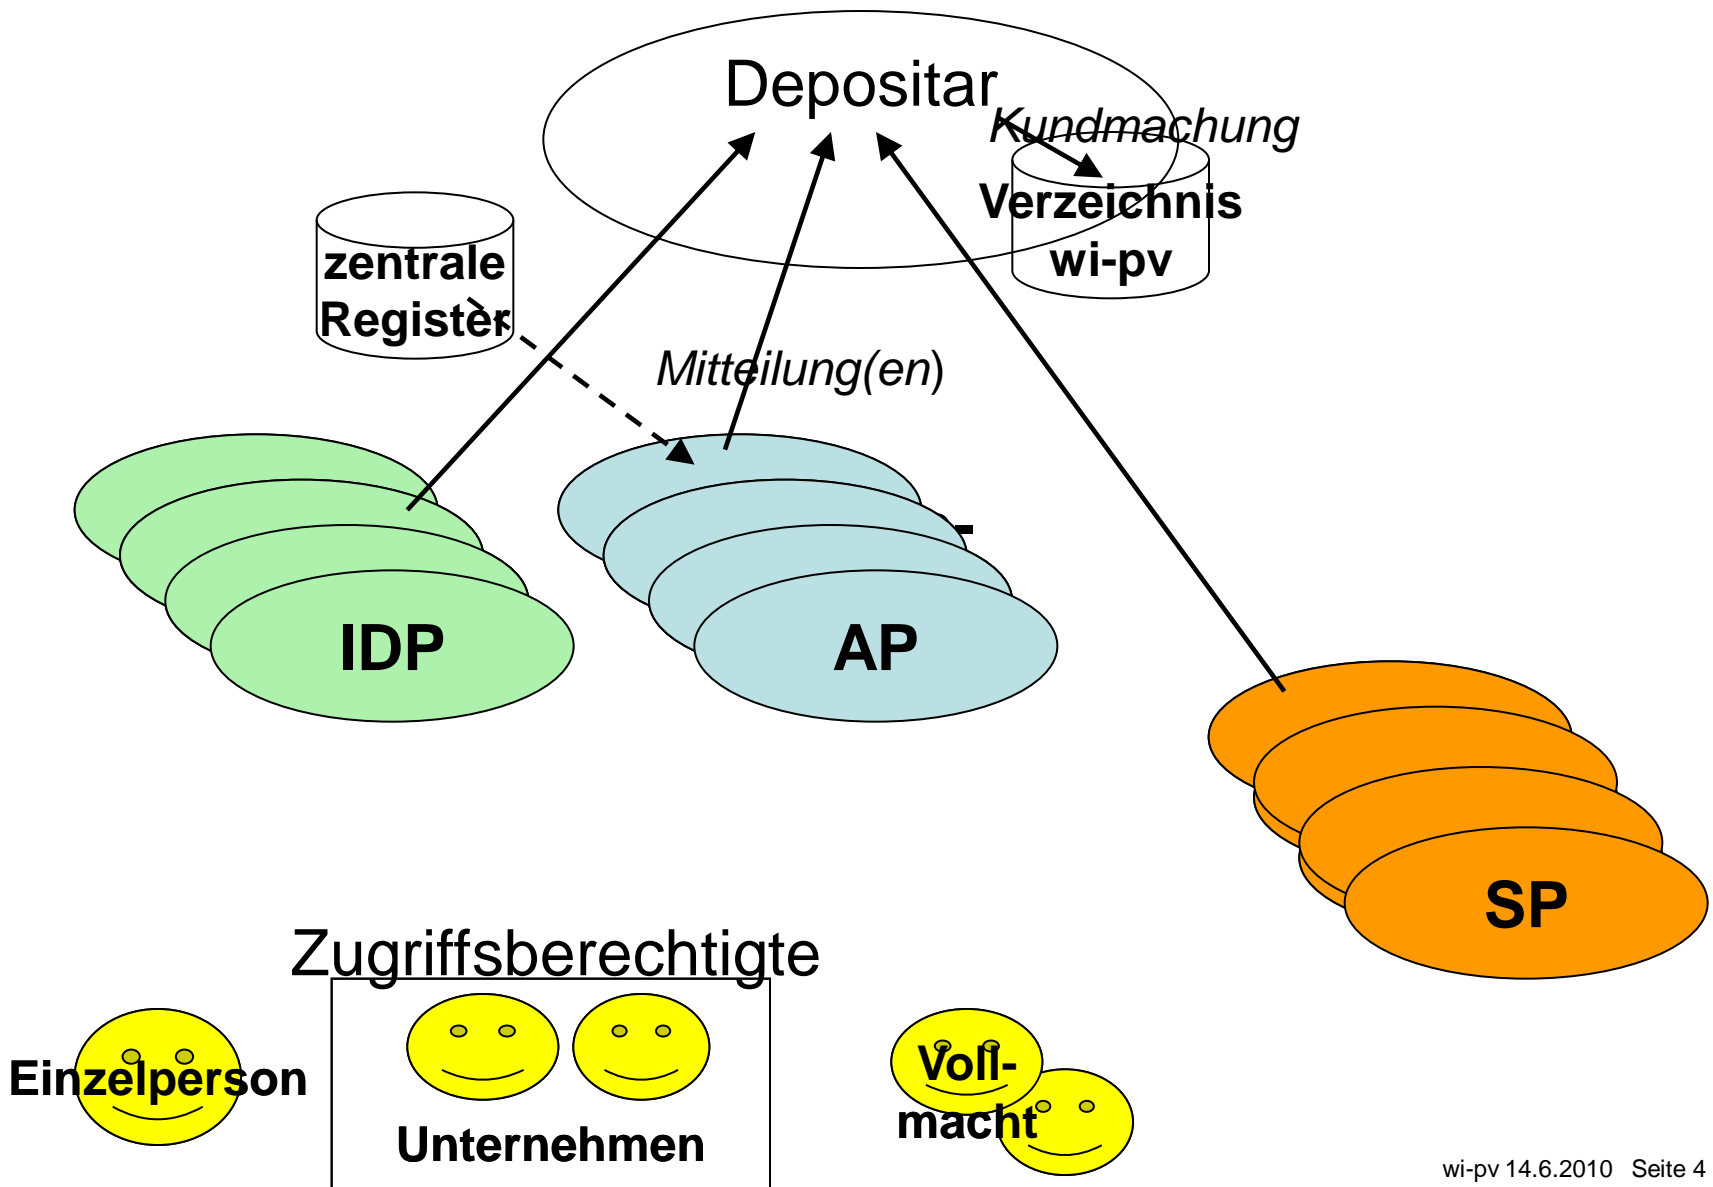 Depositar
Kundmachung
Verzeichnis
wi-pv
zentrale
Register
Mitteilung(en)
IDP
AP
SP
Zugriffsberechtigte
Einzelperson
Unternehmen
Voll-
macht
wi-pv 14.6.2010 Seite 4